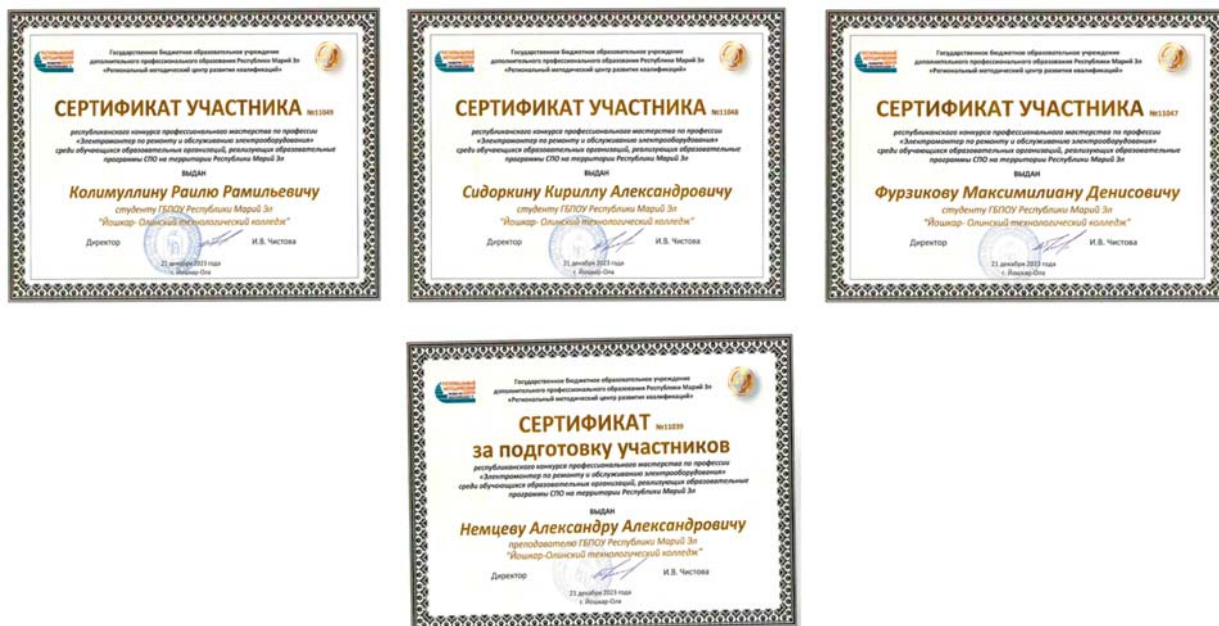 Государственное бюджетное образовательное учреждение
дополнительного профессионального образования Республики Марий Эл
«Региональный методический центр развития квалификаций»
СЕРТИФИКАТ УЧАСТНИКА №11049
республиканского конкурса профессионального мастерства по профессии
«Электромонтер по ремонту и обслуживанию электрооборудования»
среди обучающихся образовательных организаций, реализующих образовательные
программы СПО на территории Республики Марий Эл
ВЫДАН
Колимуллину Раилю Рамильевичу
студенту ГБПОУ Республики Марий Эл
"Йошкар- Олинский технологический колледж"
Директор И.В. Чистова
21 декабря 2023 года
г. Йошкар-Ола
Государственное бюджетное образовательное учреждение
дополнительного профессионального образования Республики Марий Эл
«Региональный методический центр развития квалификаций»
СЕРТИФИКАТ УЧАСТНИКА №11048
республиканского конкурса профессионального мастерства по профессии
«Электромонтер по ремонту и обслуживанию электрооборудования»
среди обучающихся образовательных организаций, реализующих образовательные
программы СПО на территории Республики Марий Эл
ВЫДАН
Сидоркину Кириллу Александровичу
студенту ГБПОУ Республики Марий Эл
"Йошкар- Олинский технологический колледж"
Директор И.В. Чистова
21 декабря 2023 года
г. Йошкар-Ола
Государственное бюджетное образовательное учреждение
дополнительного профессионального образования Республики Марий Эл
«Региональный методический центр развития квалификаций»
СЕРТИФИКАТ УЧАСТНИКА №11047
республиканского конкурса профессионального мастерства по профессии
«Электромонтер по ремонту и обслуживанию электрооборудования»
среди обучающихся образовательных организаций, реализующих образовательные
программы СПО на территории Республики Марий Эл
ВЫДАН
Фурзикову Максимилиану Денисовичу
студенту ГБПОУ Республики Марий Эл
"Йошкар- Олинский технологический колледж"
Директор И.В. Чистова
21 декабря 2023 года
г. Йошкар-Ола
Государственное бюджетное образовательное учреждение
дополнительного профессионального образования Республики Марий Эл
«Региональный методический центр развития квалификаций»
СЕРТИФИКАТ №11039
за подготовку участников
республиканского конкурса профессионального мастерства по профессии
«Электромонтер по ремонту и обслуживанию электрооборудования»
среди обучающихся образовательных организаций, реализующих образовательные
программы СПО на территории Республики Марий Эл
ВЫДАН
Немцеву Александру Александровичу
преподавателю ГБПОУ Республики Марий Эл
"Йошкар-Олинский технологический колледж"
Директор И.В. Чистова
21 декабря 2023 года
г. Йошкар-Ола